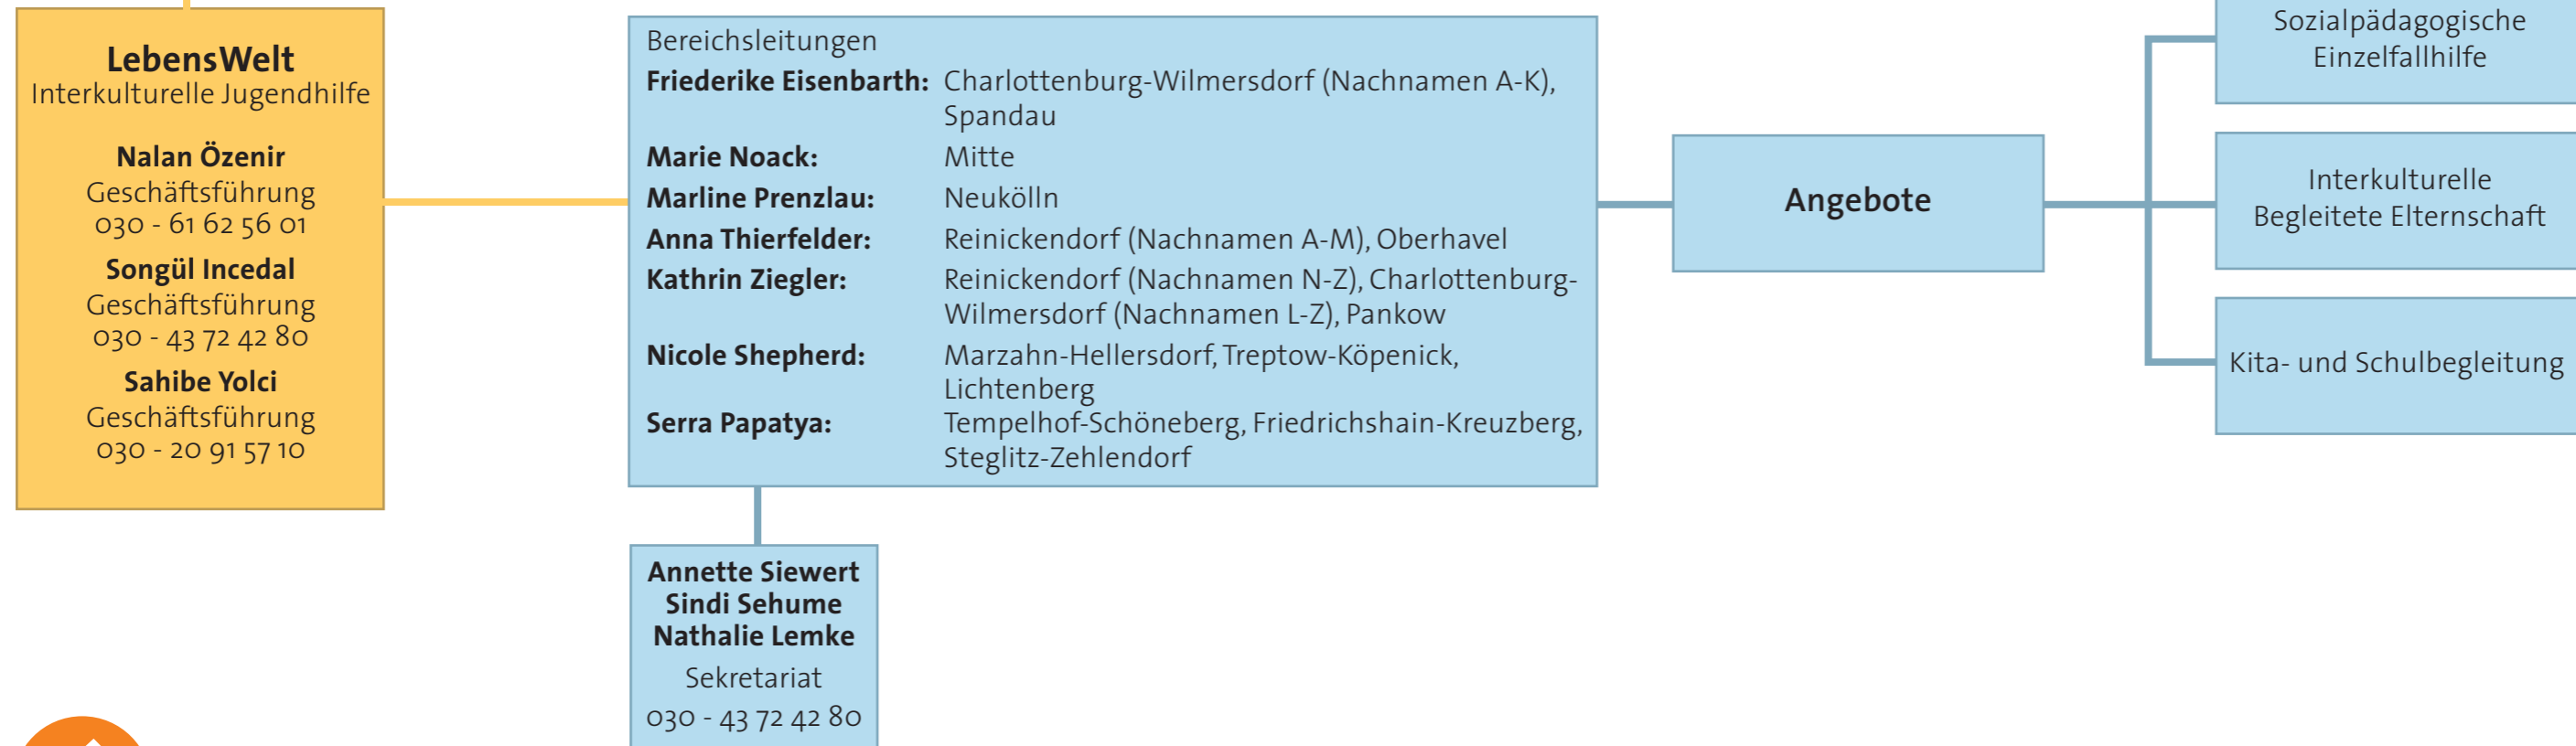 LebensWelt
Interkulturelle Jugendhilfe
Nalan Özenir
Geschäftsführung
030 - 61 62 56 01
Songül Incedal
Geschäftsführung
030 - 43 72 42 80
Sahibe Yolci
Geschäftsführung
030 - 20 91 57 10
Bereichsleitungen
Friederike Eisenbarth: Charlottenburg-Wilmersdorf (Nachnamen A-K),
Spandau
Marie Noack: Mitte
Marline Prenzlau: Neukölln
Anna Thierfelder: Reinickendorf (Nachnamen A-M), Oberhavel
Kathrin Ziegler: Reinickendorf (Nachnamen N-Z), Charlottenburg-
Wilmersdorf (Nachnamen L-Z), Pankow
Nicole Shepherd: Marzahn-Hellersdorf, Treptow-Köpenick,
Lichtenberg
Serra Papatya: Tempelhof-Schöneberg, Friedrichshain-Kreuzberg,
Steglitz-Zehlendorf
Annette Siewert
Sindi Sehume
Nathalie Lemke
Sekretariat
030 - 43 72 42 80
Angebote
Sozialpädagogische
Einzelfallhilfe
Interkulturelle
Begleitete Elternschaft
Kita- und Schulbegleitung